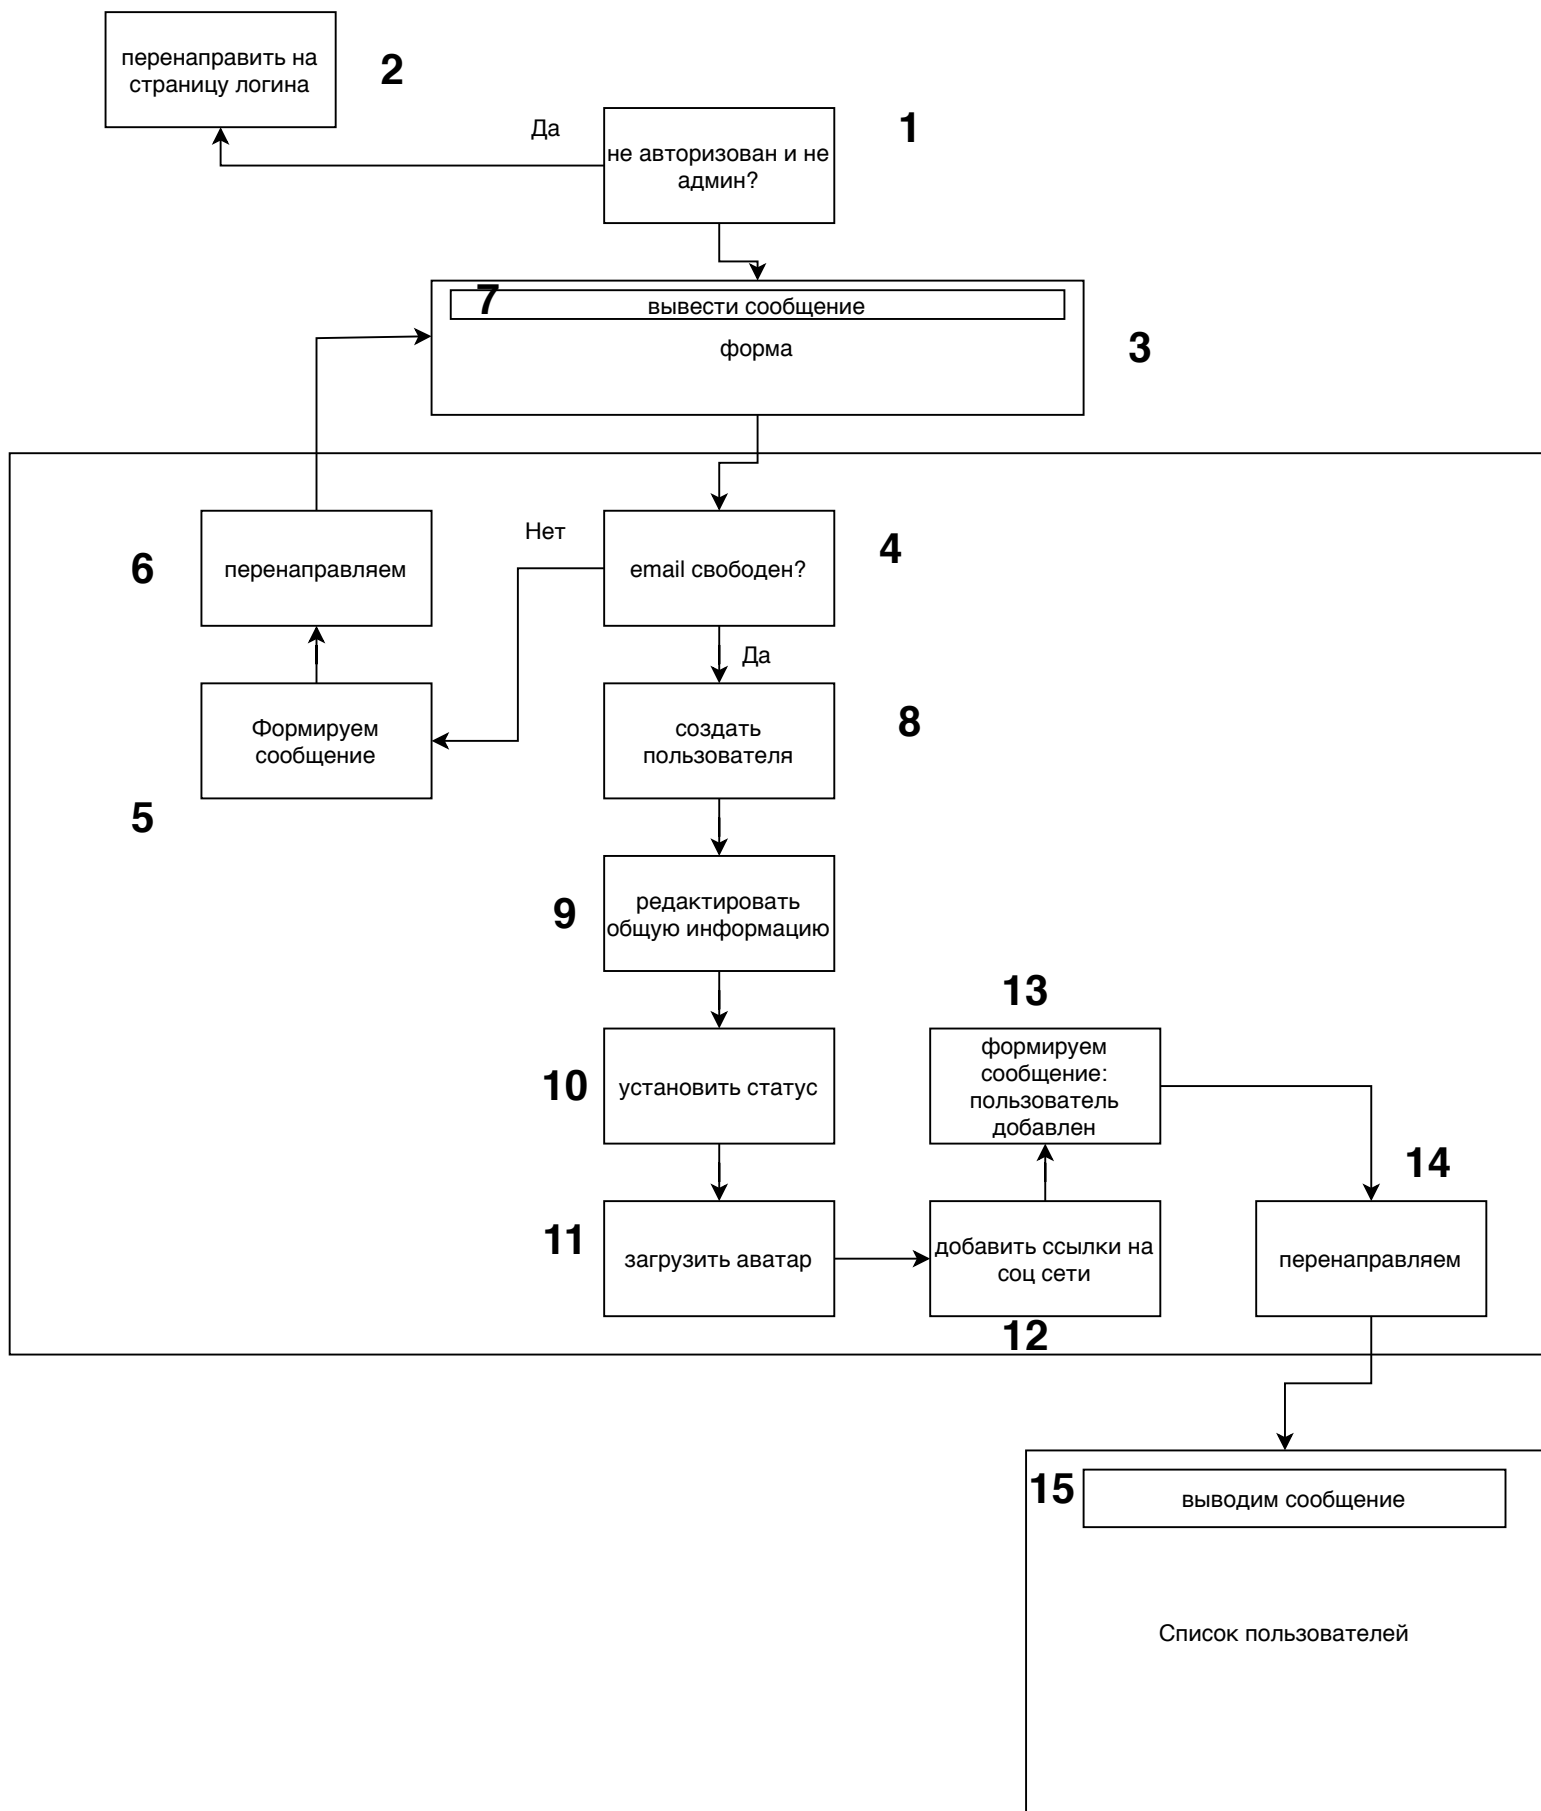 перенаправить на
страницу логина
2
Да
1
не авторизован и не
админ?
7
вывести сообщение
форма
3
Нет
4
6
перенаправляем
email свободен?
Да
Формируем
сообщение
5
создать
пользователя
8
9
редактировать
общую информацию
13
10
установить статус
формируем
сообщение:
пользователь
добавлен
14
11
загрузить аватар
добавить ссылки на
соц сети
12
перенаправляем
15
выводим сообщение
Список пользователей